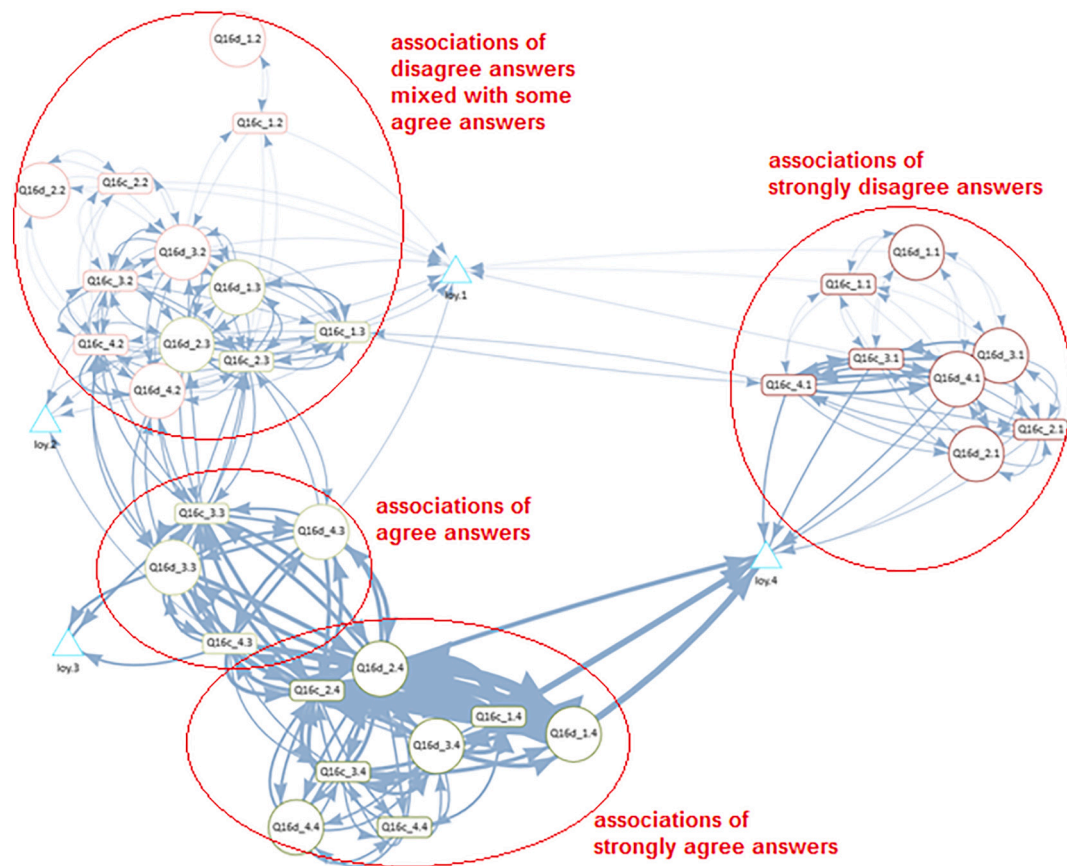 Q16d_1.2
associations of
disagree answers
mixed with some
agree answers
Q16c_1.2
associations of
strongly disagree answers
Q16d_2.2
Q16c_2.2
Q16d_3.2
Q16d_1.1
Q16c_3.2
Q16d_1.3
loy.1
Q16c_1.1
Q16c_1.3
Q16c_4.2
Q16d_2.3
Q16c_2.3
Q16c_3.1
Q16d_3.1
Q16d_4.1
Q16c_4.1
Q16d_4.2
loy.2
Q16c_2.1
Q16d_2.1
associations of
agree answers
Q16c_3.3
Q16d_4.3
Q16d_3.3
loy.4
Q16c_4.3
loy.3
Q16d_2.4
Q16c_2.4
Q16c_1.4
Q16d_1.4
Q16d_3.4
Q16c_3.4
Q16d_4.4
Q16c_4.4
associations of
strongly agree answers